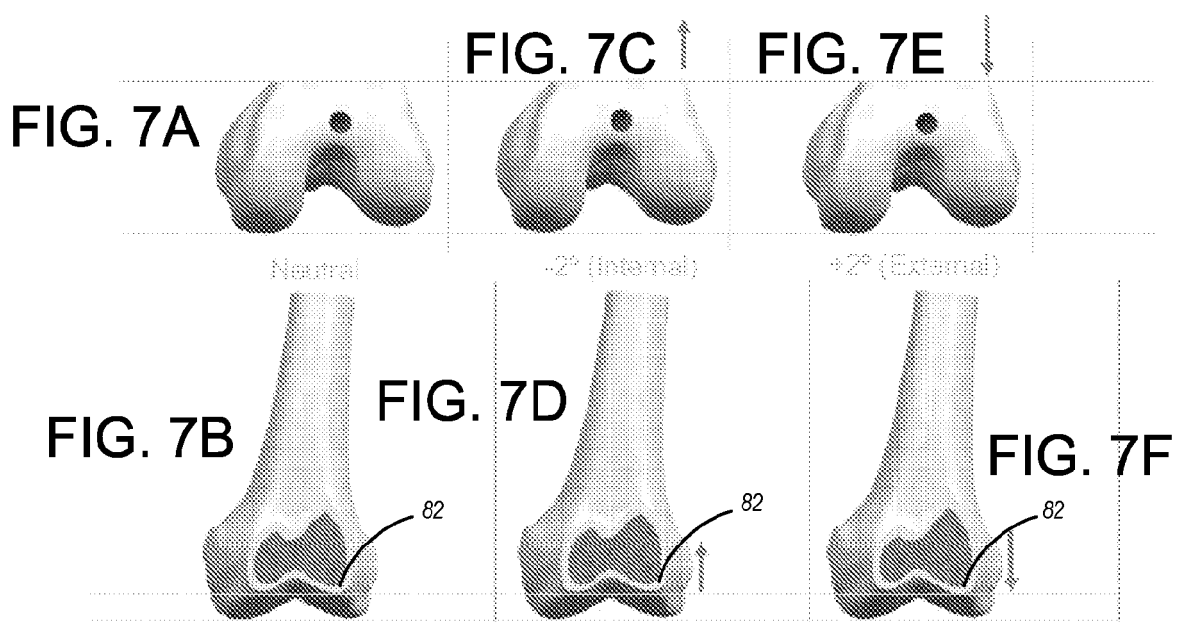 FIG. 7C
FIG. 7E
FIG. 7A
Neutral
-2° (Internal)
+2° (External)
FIG. 7D
FIG. 7B
FIG. 7F
82
82
82